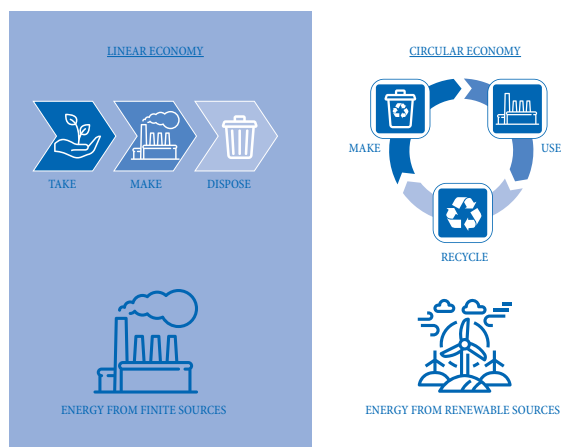 LINEAR ECONOMY
TAKE
MAKE
DISPOSE
ENERGY FROM FINITE SOURCES
CIRCULAR ECONOMY
MAKE
USE
RECYCLE
ENERGY FROM RENEWABLE SOURCES